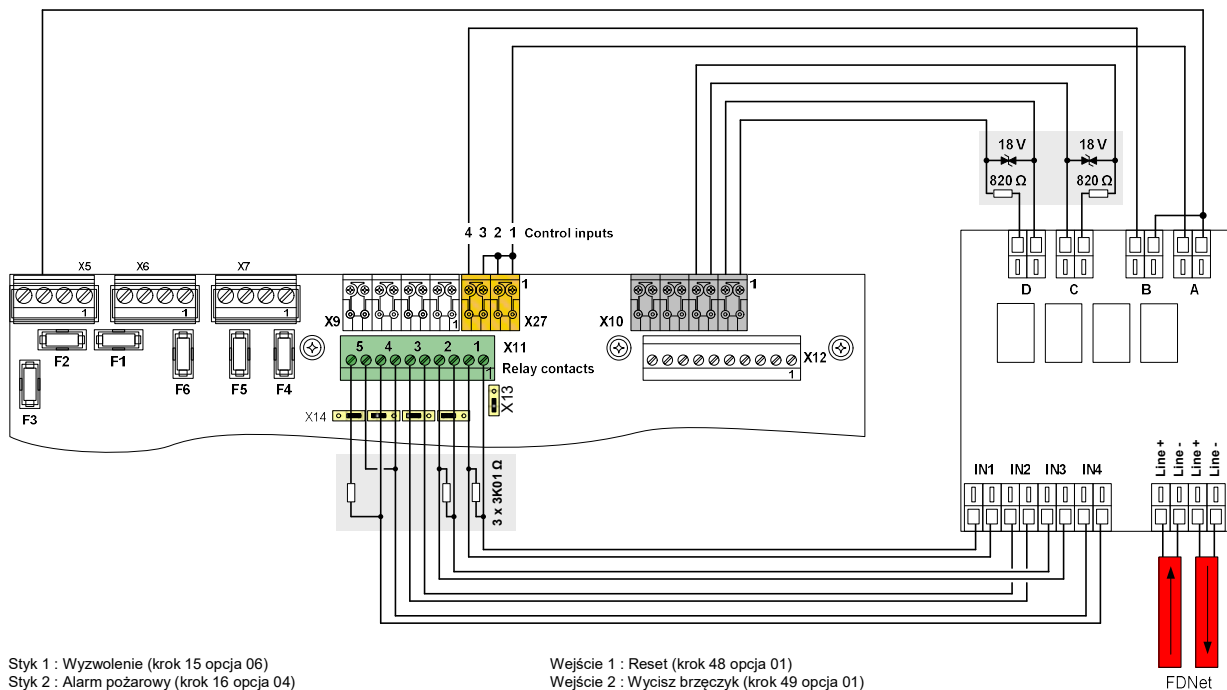 18 V
18 V
820 Ω
820 Ω
4 3 2 1 Control inputs
D C B A
X5
X6
X7
1
1
1
X9
1
1
X27
X10
1
F2
F1
F3
F6
F5
F4
X11
5 4 3 2 1
1
Relay contacts
X12
1
X13
X14
3 x 3K01 Ω
IN1 IN2 IN3 IN4
Line +
Line -
Line +
Line -
FDNet
Styk 1 : Wyzwolenie (krok 15 opcja 06)
Styk 2 : Alarm pożarowy (krok 16 opcja 04)
Wejście 1 : Reset (krok 48 opcja 01)
Wejście 2 : Wycisz brzęczyk (krok 49 opcja 01)